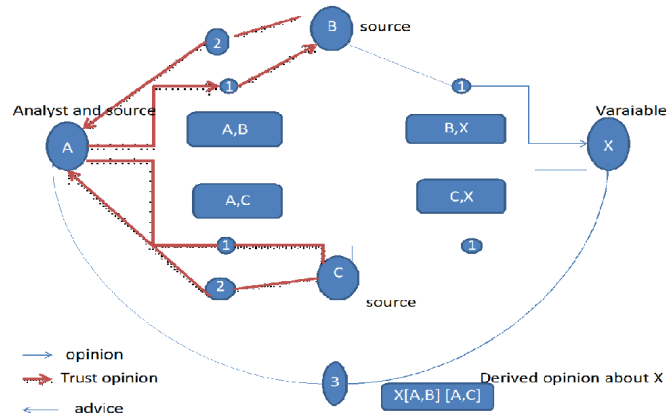 B
source
2
1
1
Analyst and source
Varaiable
A
A,B
B,X
X
A,C
C,X
1
1
2
C
source
opinion
Trust opinion
advice
3
Derived opinion about X
X[A,B] [A,C]